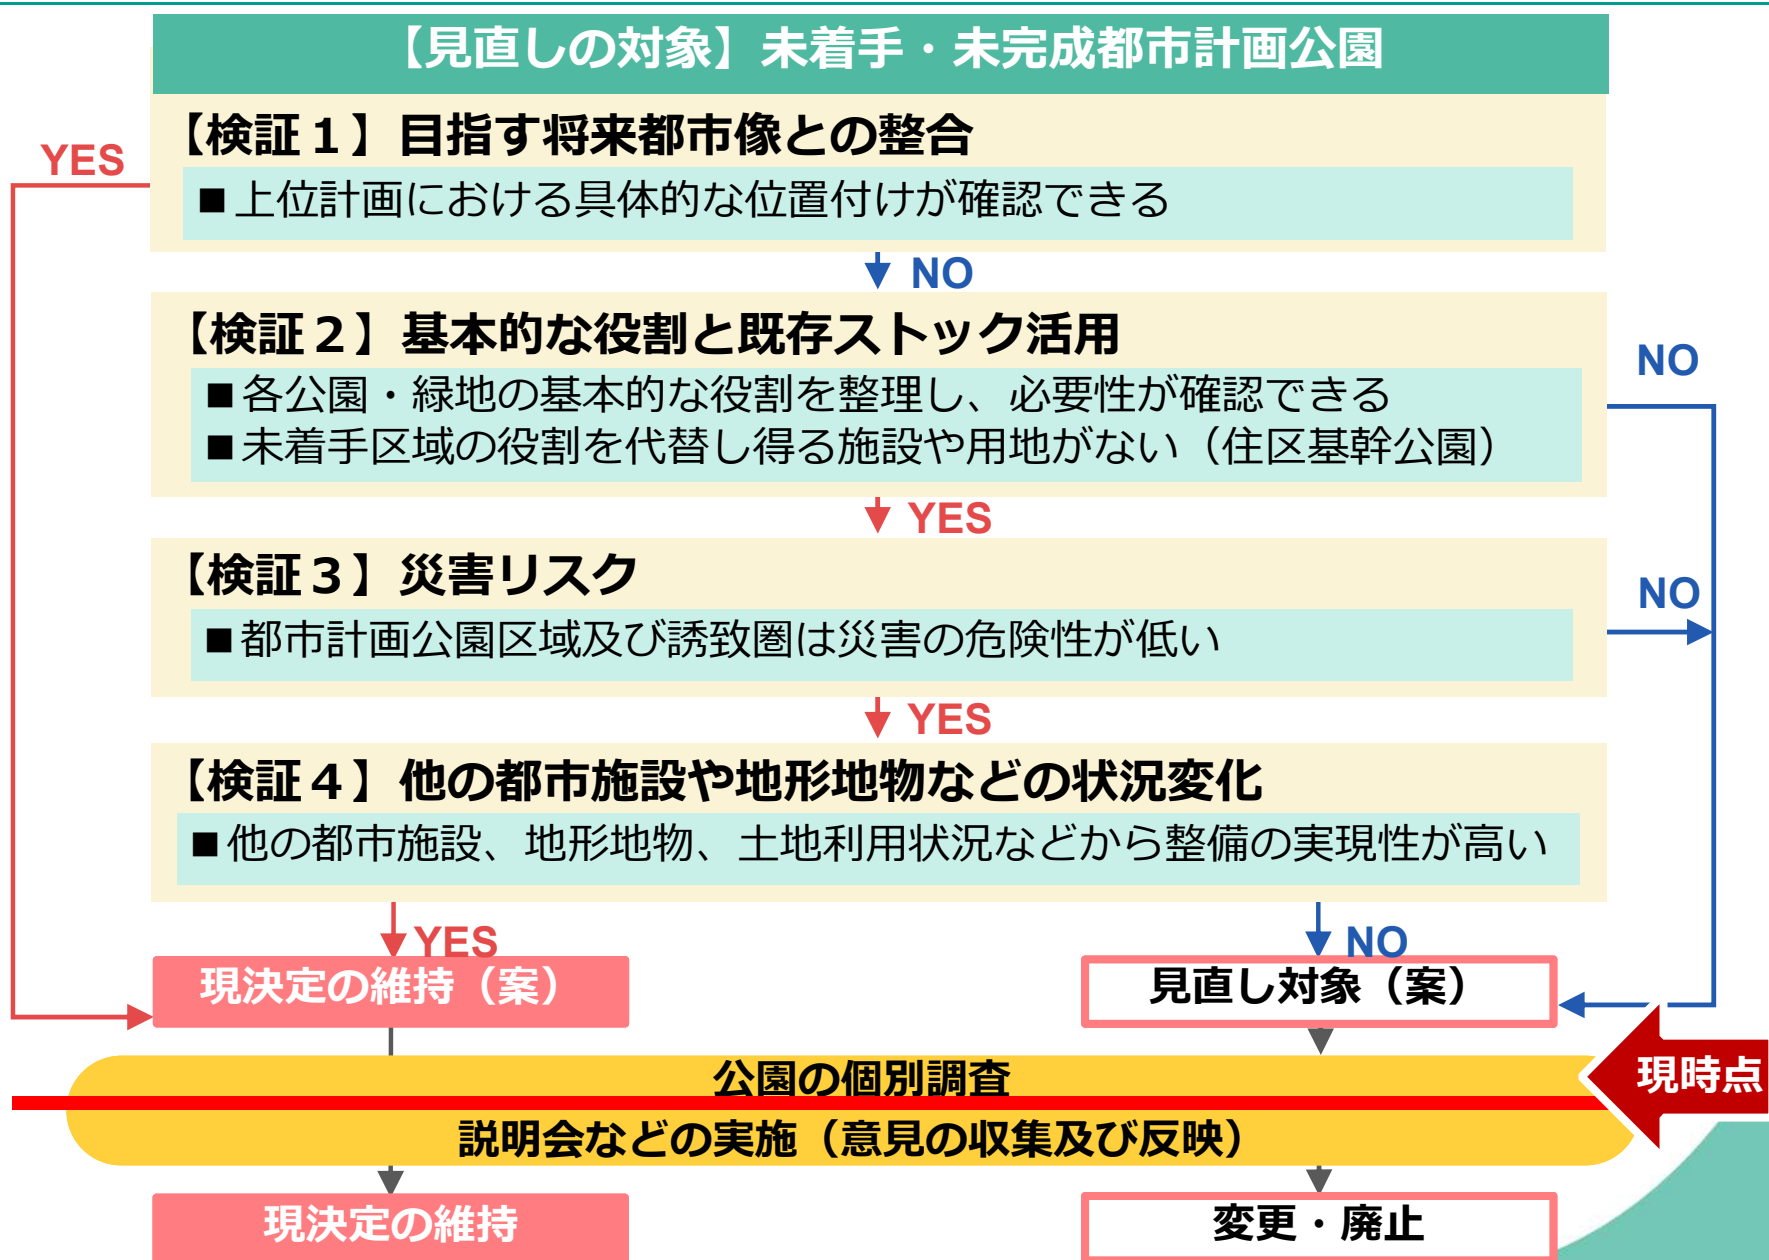 【見直しの対象】未着手・未完成都市計画公園
【検証１】目指す将来都市像との整合
YES
■上位計画における具体的な位置付けが確認できる
NO
【検証２】基本的な役割と既存ストック活用
NO
■各公園・緑地の基本的な役割を整理し、必要性が確認できる
■未着手区域の役割を代替し得る施設や用地がない（住区基幹公園）
YES
【検証３】災害リスク
NO
■都市計画公園区域及び誘致圏は災害の危険性が低い
YES
【検証４】他の都市施設や地形地物などの状況変化
■他の都市施設、地形地物、土地利用状況などから整備の実現性が高い
YES
NO
現決定の維持（案）
見直し対象（案）
公園の個別調査
現時点
説明会などの実施（意見の収集及び反映）
現決定の維持
変更・廃止